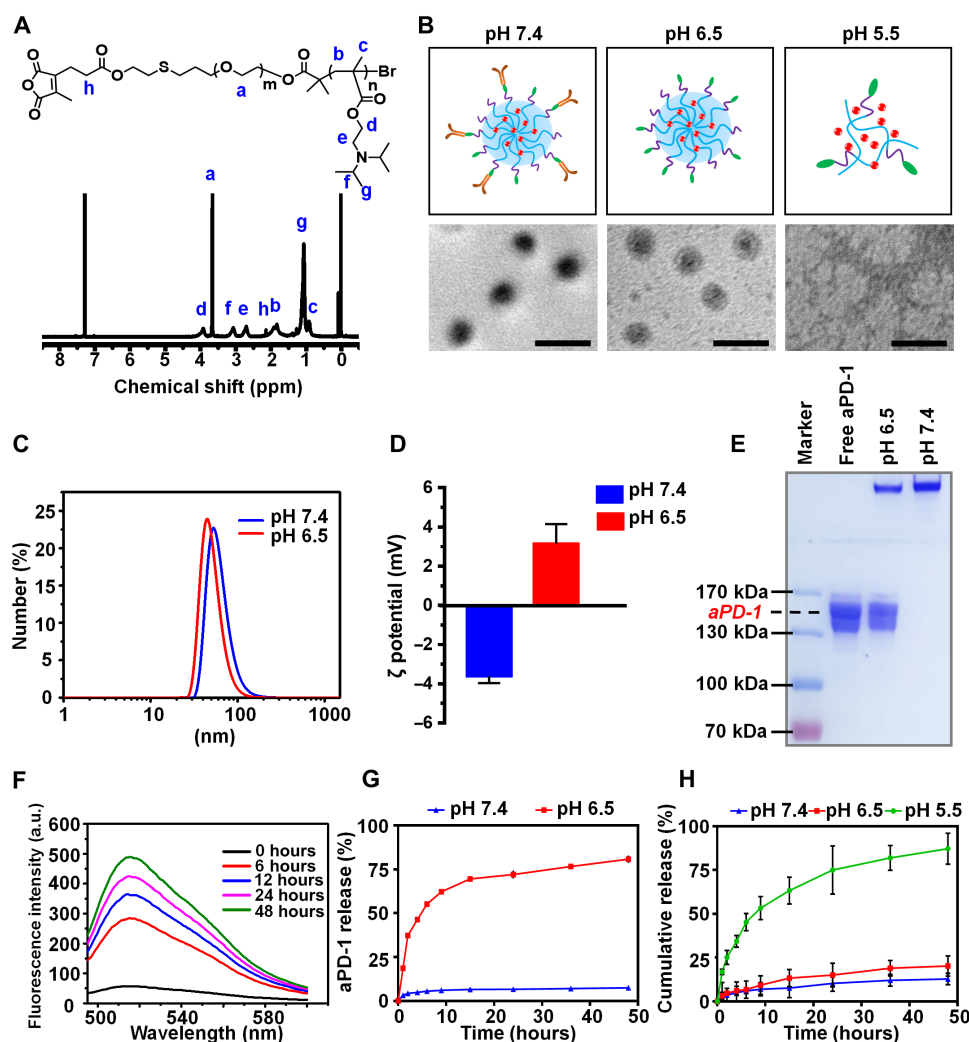 A
O
O
O
h
O
O
S
a
O
m
O
O
b
c
Br
n
O
O
d
e
N
f
g
a
g
d
f
e
h
b
c
8 7 6 5 4 3 2 1 0
Chemical shift (ppm)
B
pH 7.4
pH 6.5
pH 5.5
C
Number (%)
25
20
15
10
5
0
pH 7.4
pH 6.5
1 10 100 1000
(nm)
D
ζ potential (mV)
6
4
2
0
−2
−4
−6
pH 7.4
pH 6.5
E
Marker
Free aPD-1
pH 6.5
pH 7.4
170 kDa
aPD-1
130 kDa
100 kDa
70 kDa
F
Fluorescence intensity (a.u.)
600
500
400
300
200
100
0
0 hours
6 hours
12 hours
24 hours
48 hours
500 540 580
Wavelength (nm)
G
pH 7.4 pH 6.5
aPD-1 release (%)
100
75
50
25
0
0 10 20 30 40 50
Time (hours)
H
pH 7.4 pH 6.5 pH 5.5
Cumulative release (%)
100
75
50
25
0
0 10 20 30 40 50
Time (hours)